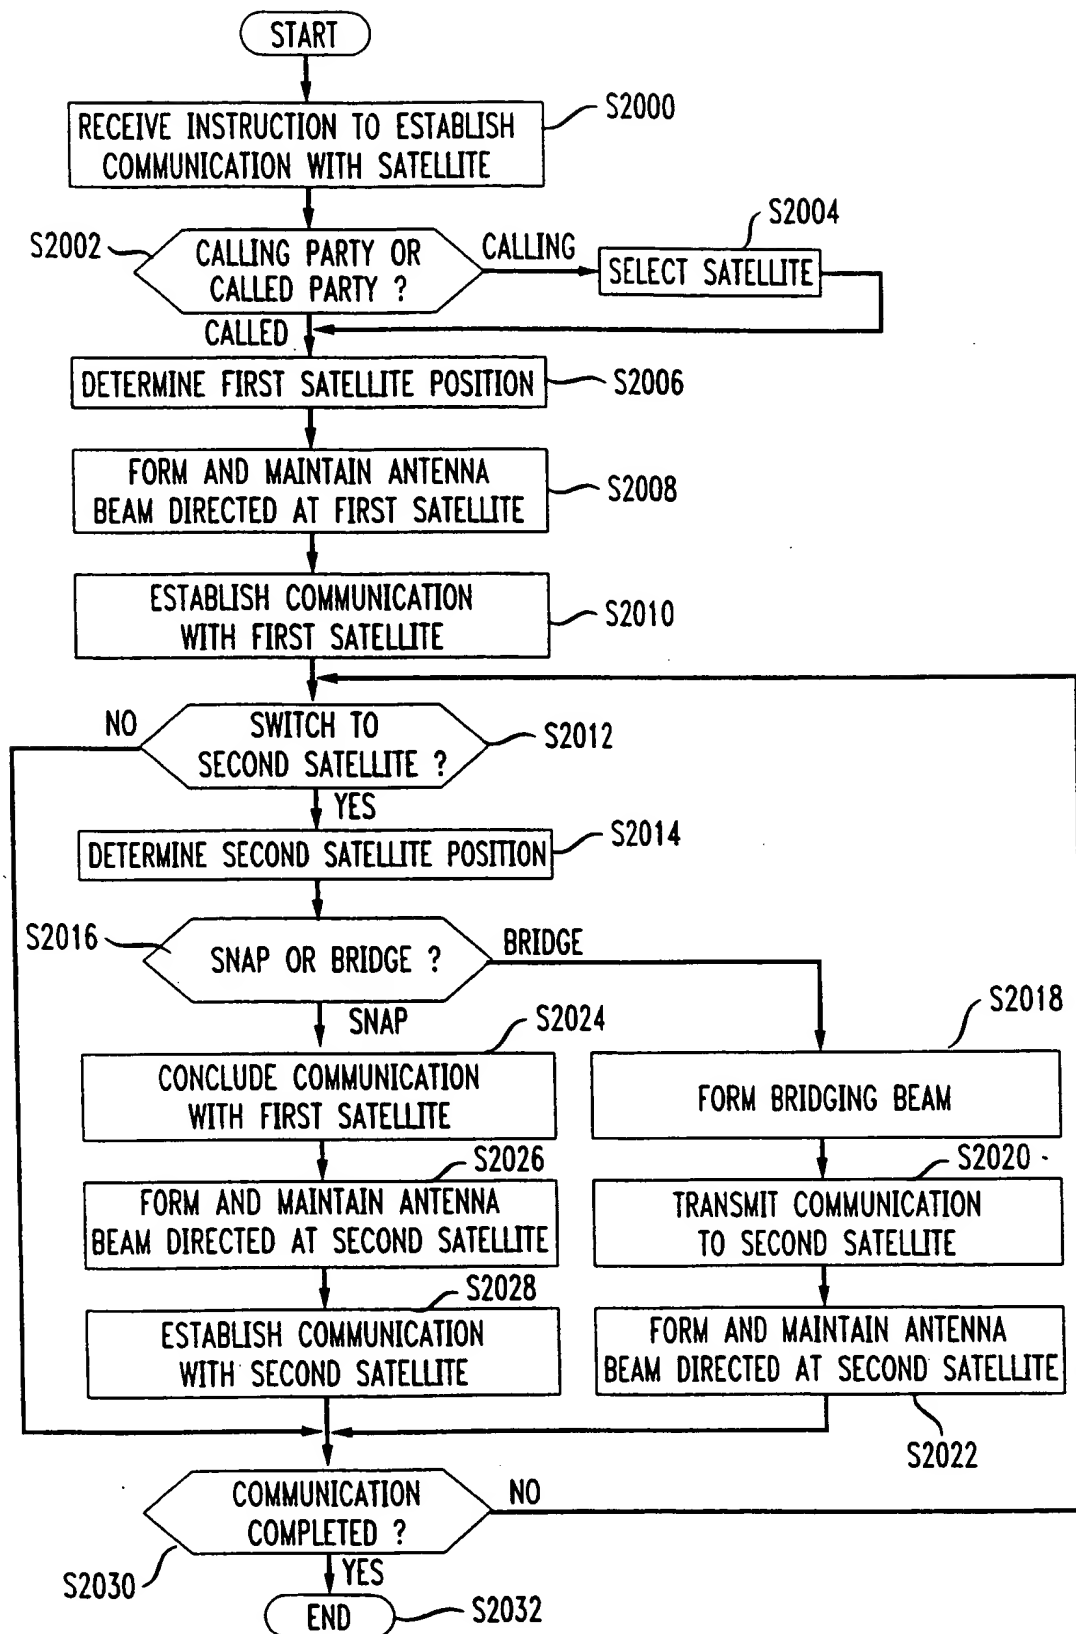 START
RECEIVE INSTRUCTION TO ESTABLISH
COMMUNICATION WITH SATELLITE
S2000
S2002
CALLING PARTY OR
CALLED PARTY ?
CALLING
S2004
SELECT SATELLITE
CALLED
DETERMINE FIRST SATELLITE POSITION
S2006
FORM AND MAINTAIN ANTENNA
BEAM DIRECTED AT FIRST SATELLITE
S2008
ESTABLISH COMMUNICATION
WITH FIRST SATELLITE
S2010
NO
SWITCH TO
SECOND SATELLITE ?
S2012
YES
DETERMINE SECOND SATELLITE POSITION
S2014
S2016
SNAP OR BRIDGE ?
BRIDGE
SNAP
S2024
CONCLUDE COMMUNICATION
WITH FIRST SATELLITE
S2018
FORM BRIDGING BEAM
S2026
FORM AND MAINTAIN ANTENNA
BEAM DIRECTED AT SECOND SATELLITE
S2020
TRANSMIT COMMUNICATION
TO SECOND SATELLITE
S2028
ESTABLISH COMMUNICATION
WITH SECOND SATELLITE
FORM AND MAINTAIN ANTENNA
BEAM DIRECTED AT SECOND SATELLITE
S2022
COMMUNICATION
COMPLETED ?
NO
S2030
YES
END
S2032